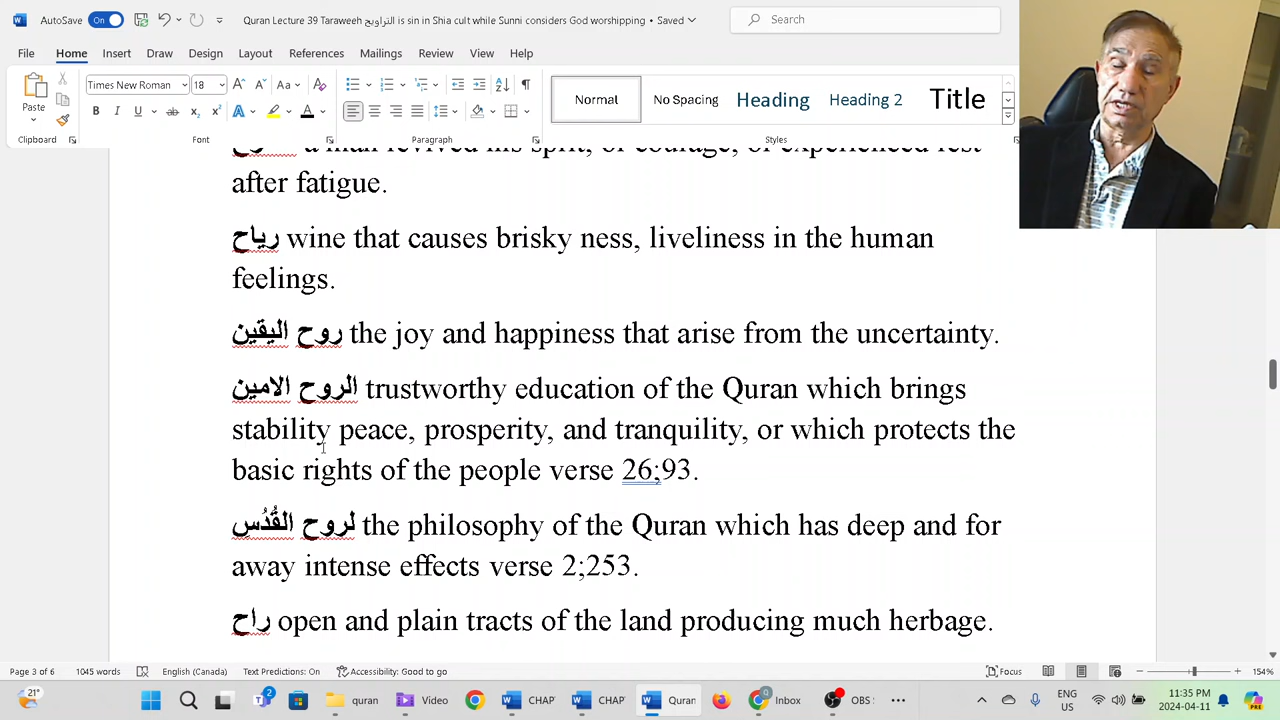 AutoSave On Quran Lecture 39 Taraweeh التراويح is sin in Shia cult while Sunni considers God worshipping • Saved Search
File Home Insert Draw Design Layout References Mailings Review View Help
Paste Times New Roman 18 Normal No Spacing Heading Heading 2 Title
Clipboard Font Paragraph Styles
after fatigue.
رياح wine that causes brisky ness, liveliness in the human
feelings.
روح اليقين the joy and happiness that arise from the uncertainty.
الروح الامين trustworthy education of the Quran which brings
stability peace, prosperity, and tranquility, or which protects the
basic rights of the people verse 26;93.
لروح القُدُس the philosophy of the Quran which has deep and for
away intense effects verse 2;253.
راح open and plain tracts of the land producing much herbage.
Page 3 of 6 1045 words English (Canada) Text Predictions: On Accessibility: Good to go Focus 154%
21° quran Video CHAP CHAP Quran Inbox OBS ENG US 11:35 PM 2024-04-11